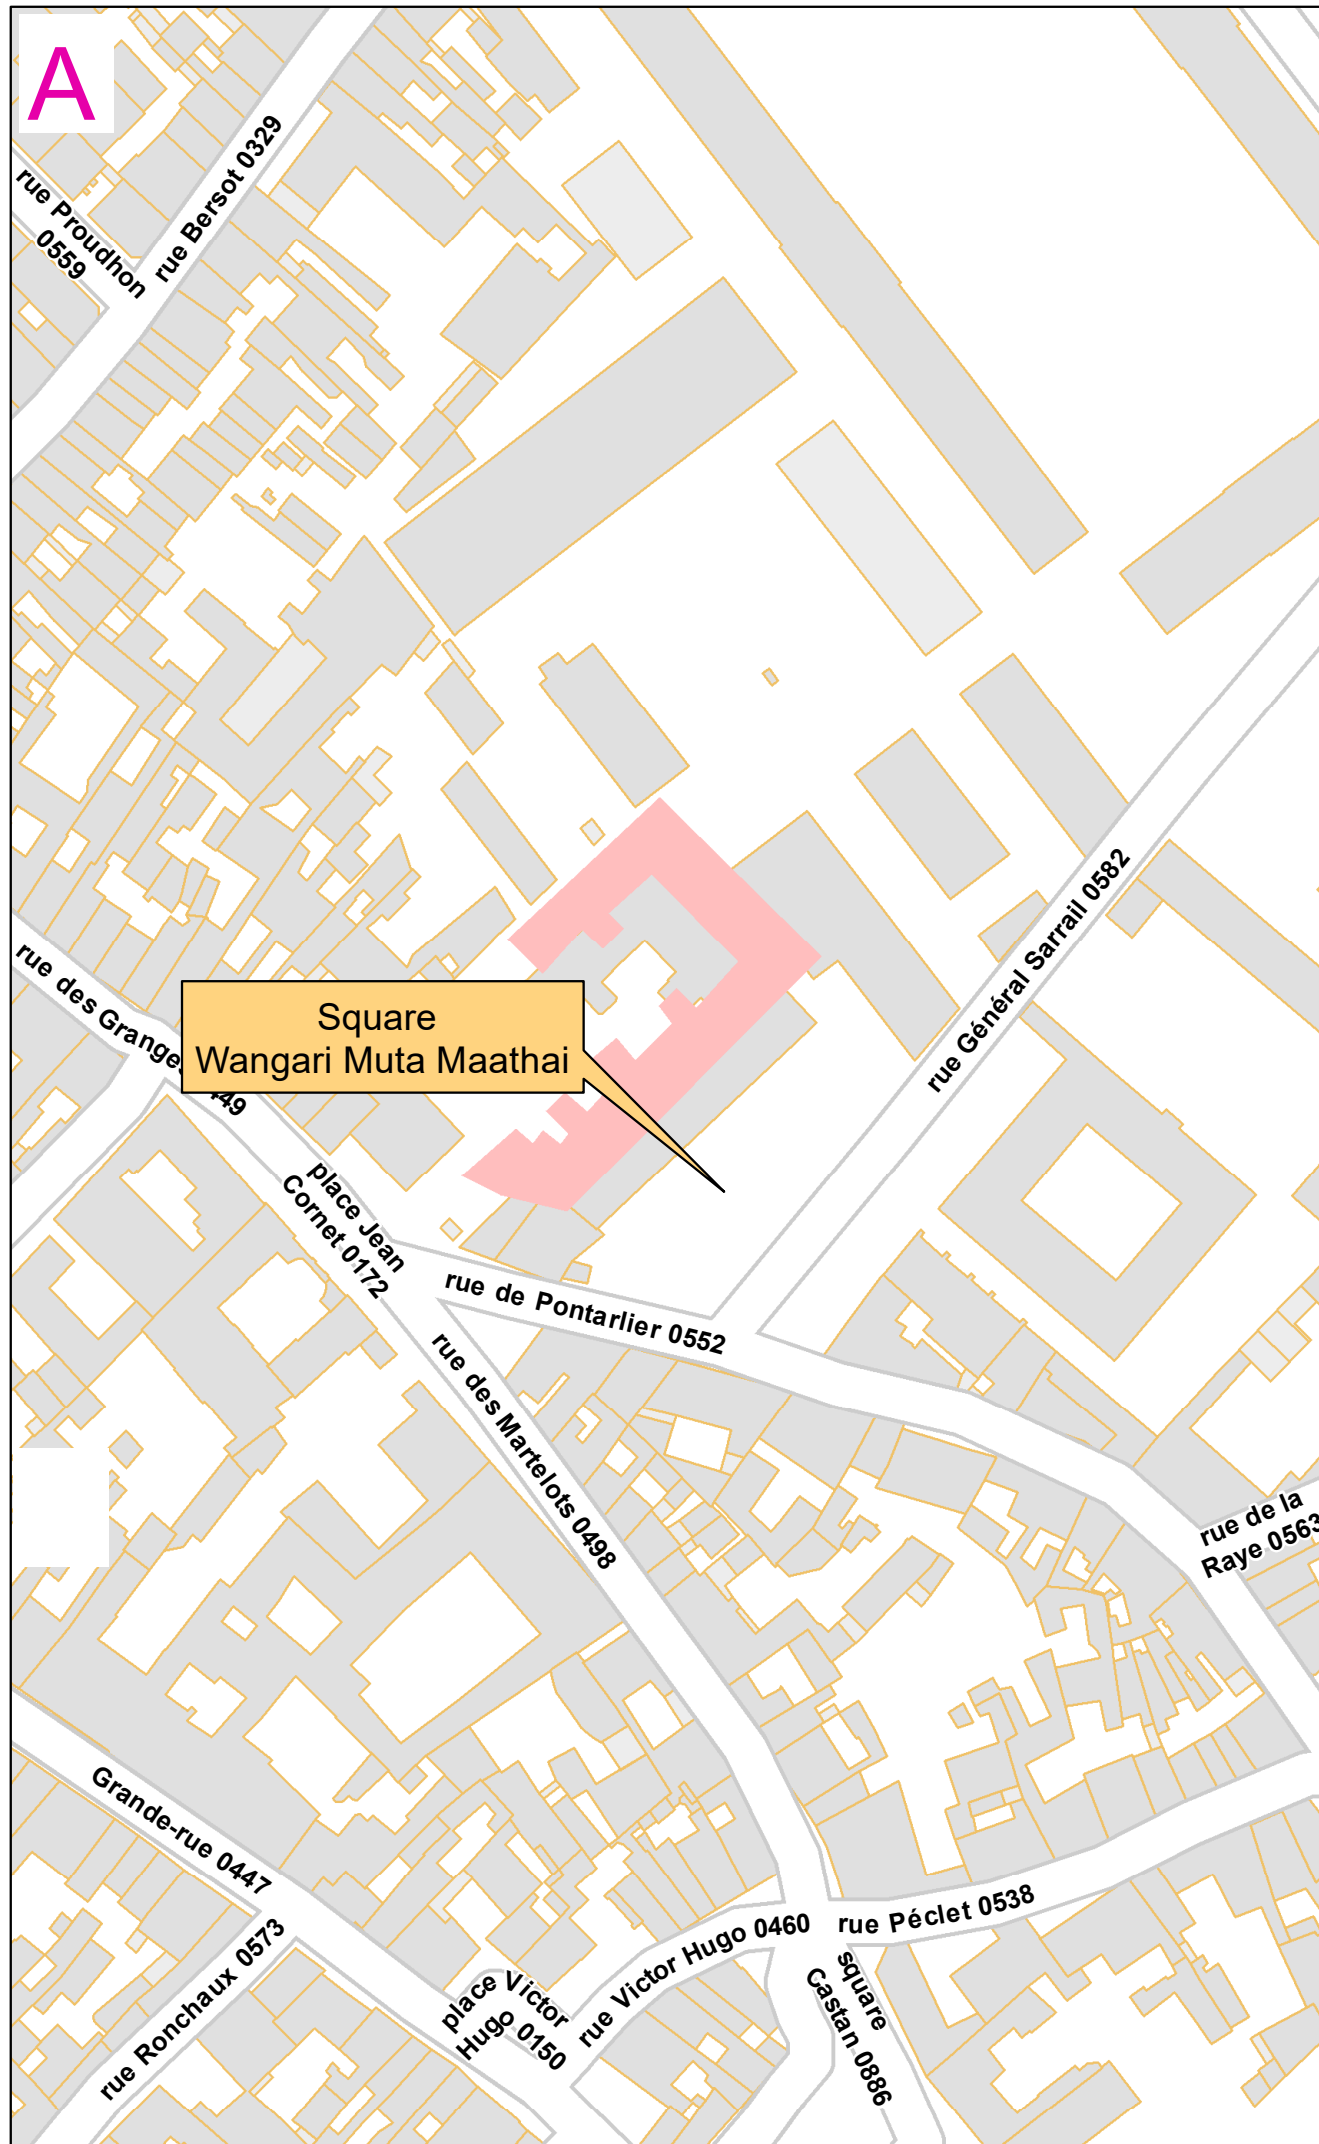 A
rue Bersot 0329
rue Proudhon
0559
rue Général Sarrail 0582
rue des Granges
449
Square
Wangari Muta Maathai
place Jean
Cornet 0172
rue de Pontarlier 0552
rue des Martelots 0498
rue de la
Raye 0563
Grande-rue 0447
rue Ronchaux 0573
place Victor
Hugo 0150
rue Victor Hugo 0460
rue Péclet 0538
square
Castan 0886